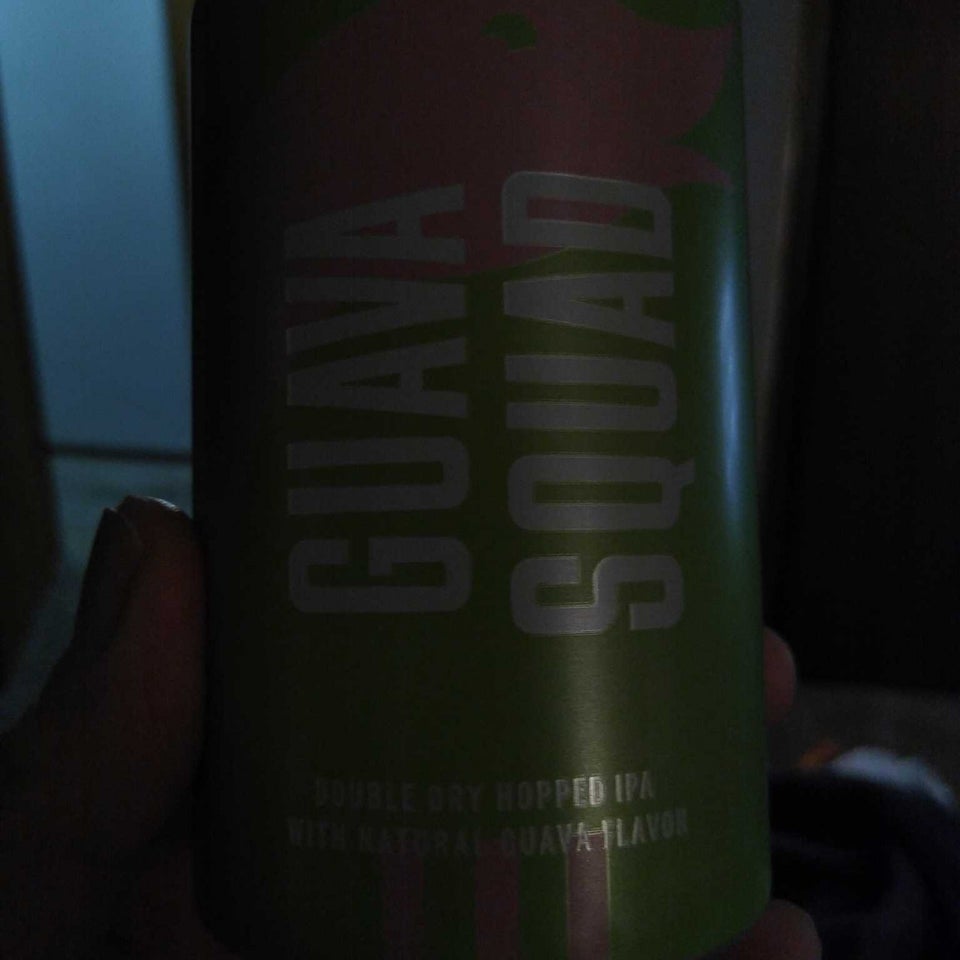 GUAVA
SQUAD
DOUBLE DRY HOPPED IPA
WITH NATURAL GUAVA FLAVOR